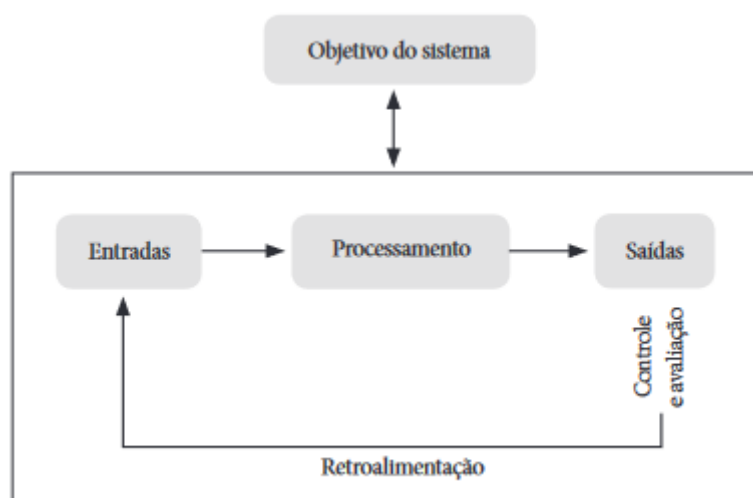 Objetivo do sistema
Entradas
Processamento
Saídas
Controle
e avaliação
Retroalimentação